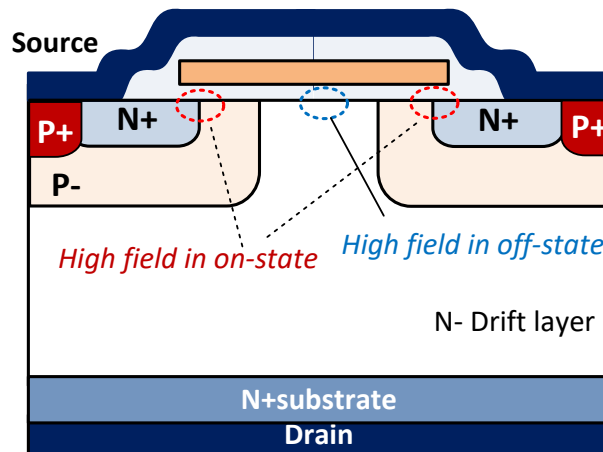 Source
P+
N+
N+
P+
P-
High field in on-state
High field in off-state
N- Drift layer
N+substrate
Drain